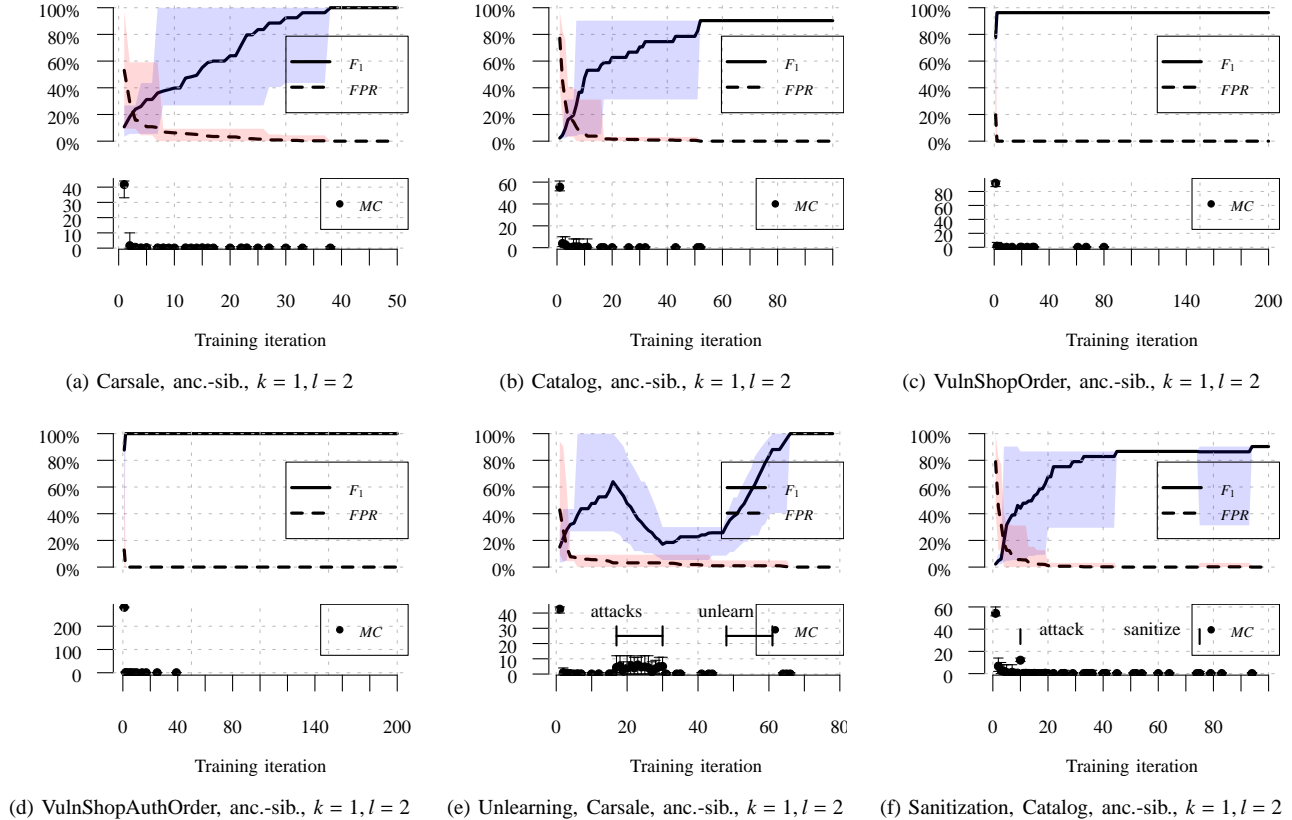 100%
80%
60%
40%
20%
0%
F1
FPR
40
30
20
10
0
MC
0 10 20 30 40 50
Training iteration
(a) Carsale, anc.-sib., k = 1, l = 2
100%
80%
60%
40%
20%
0%
F1
FPR
60
40
20
0
MC
0 20 40 60 80
Training iteration
(b) Catalog, anc.-sib., k = 1, l = 2
100%
80%
60%
40%
20%
0%
F1
FPR
80
60
40
20
0
MC
0 40 80 140 200
Training iteration
(c) VulnShopOrder, anc.-sib., k = 1, l = 2
100%
80%
60%
40%
20%
0%
F1
FPR
200
100
0
MC
0 40 80 140 200
Training iteration
(d) VulnShopAuthOrder, anc.-sib., k = 1, l = 2
100%
80%
60%
40%
20%
0%
F1
FPR
40
30
20
10
0
attacks unlearn
MC
0 20 40 60 80
Training iteration
(e) Unlearning, Carsale, anc.-sib., k = 1, l = 2
100%
80%
60%
40%
20%
0%
F1
FPR
60
40
20
0
attack sanitize
MC
0 20 40 60 80
Training iteration
(f) Sanitization, Catalog, anc.-sib., k = 1, l = 2